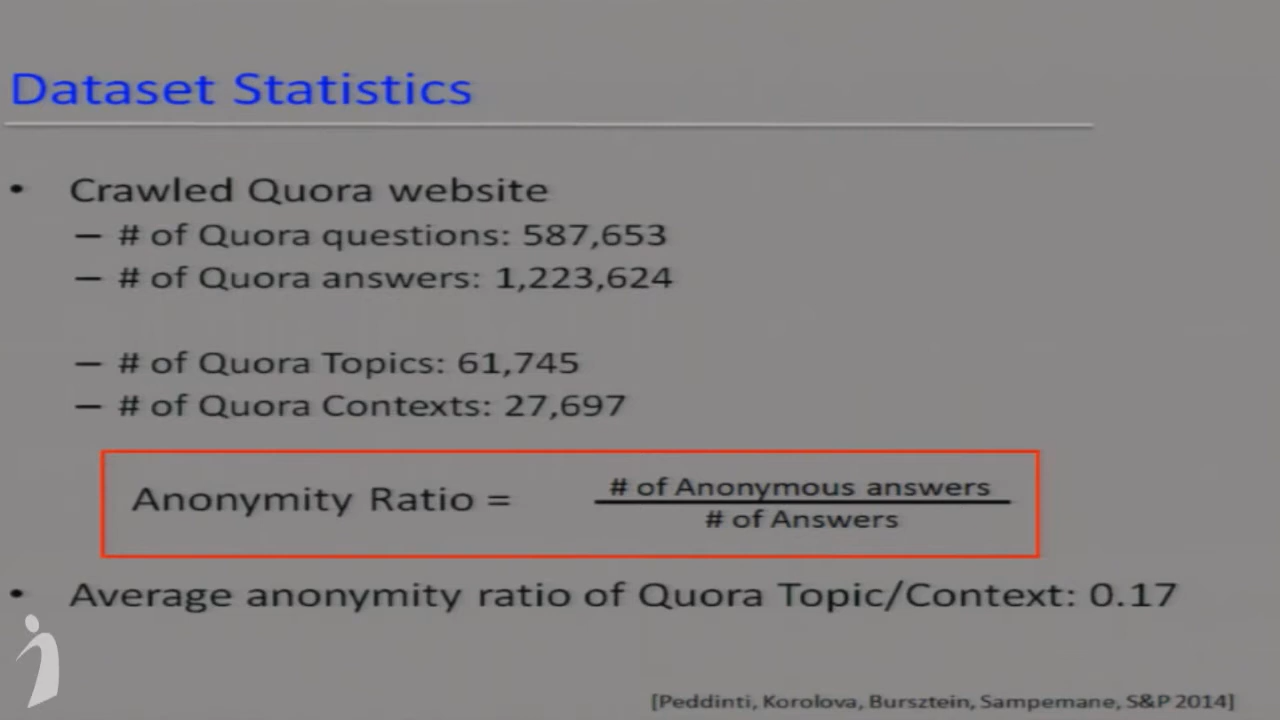 Dataset Statistics
• Crawled Quora website
– # of Quora questions: 587,653
– # of Quora answers: 1,223,624
– # of Quora Topics: 61,745
– # of Quora Contexts: 27,697
Anonymity Ratio =
# of Anonymous answers
# of Answers
• Average anonymity ratio of Quora Topic/Context: 0.17
[Peddinti, Korolova, Bursztein, Sampemane, S&P 2014]